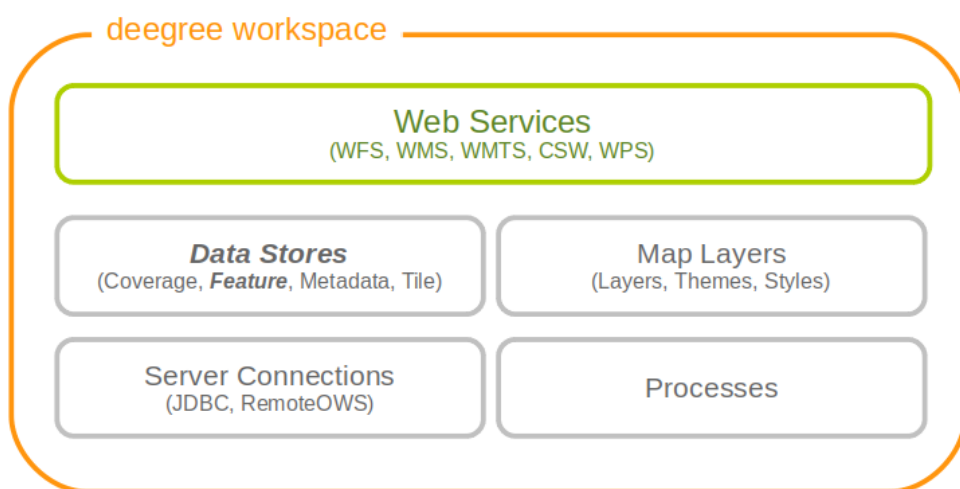 deegree workspace
Web Services
(WFS, WMS, WMTS, CSW, WPS)
Data Stores
(Coverage, Feature, Metadata, Tile)
Map Layers
(Layers, Themes, Styles)
Server Connections
(JDBC, RemoteOWS)
Processes